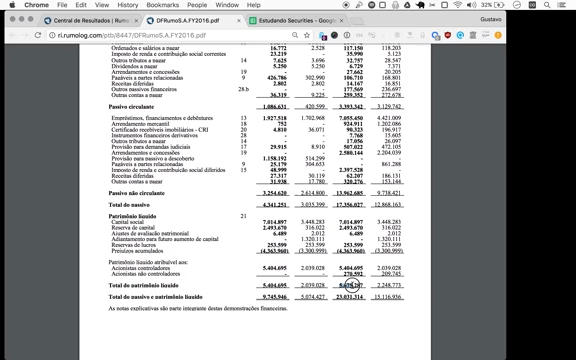 Chrome File Edit View History Bookmarks People Window Help 32%
Central de Resultados | Rumo
DFRumoS.A.FY2016.pdf
Estudando Securities - Google
Gustavo
ri.rumolog.com/ptb/8447/DFRumoS.A.FY2016.pdf
Ordenados e salários a pagar 16.772 2.528 117.150 118.203
Imposto de renda e contribuição social correntes 23.219 - 35.990 5.123
Outros tributos a pagar 14 7.625 3.696 32.757 28.547
Dividendos a pagar 5.250 5.250 6.729 7.371
Arrendamentos e concessões 19 - - 27.662 20.205
Pagáveis a partes relacionadas 9 426.786 302.990 106.710 168.801
Receitas diferidas 2.802 2.802 14.167 16.851
Outros passivos financeiros 28.b - - 177.569 236.697
Outras contas a pagar 36.319 9.225 259.352 272.678
Passivo circulante 1.086.631 420.599 3.393.342 3.129.742
Empréstimos, financiamentos e debêntures 13 1.927.518 1.702.968 7.055.450 4.421.009
Arrendamento mercantil 18 752 - 924.911 1.202.086
Certificado recebíveis imobiliários - CRI 20 4.810 36.071 90.323 196.917
Instrumentos financeiros derivativos 28 - - 7.768 15.605
Outros tributos a pagar 14 - - 17.056 26.097
Provisão para demandas judiciais 17 29.915 8.910 507.022 472.105
Arrendamentos e concessões 19 - - 2.580.144 2.204.039
Provisão para passivo a descoberto 1.158.192 514.299
Pagáveis a partes relacionadas 9 25.179 304.653 - 861.288
Imposto de renda e contribuição social diferidos 15 48.999 - 2.397.528
Receitas diferidas 27.317 30.119 62.207 186.131
Outras contas a pagar 31.938 17.780 320.276 153.144
Passivo não circulante 3.254.620 2.614.800 13.962.685 9.738.421
Total do passivo 4.341.251 3.035.399 17.356.027 12.868.163
Patrimônio líquido 21
Capital social 7.014.897 3.448.283 7.014.897 3.448.283
Reserva de capital 2.493.667 316.022 2.493.667 316.022
Ajustes de avaliação patrimonial 6.489 2.012 6.489 2.012
Adiantamento para futuro aumento de capital - 1.320.111 - 1.320.111
Reservas de lucros 253.599 253.599 253.599 253.599
Prejuízos acumulados (4.363.960) (3.300.999) (4.363.960) (3.300.999)
Patrimônio líquido atribuível aos:
Acionistas controladores 5.404.695 2.039.028 5.404.695 2.039.028
Acionistas não controladores - - 270.592 209.745
Total do patrimônio líquido 5.404.695 2.039.028 2.248.773
Total do passivo e patrimônio líquido 9.745.946 5.074.427 23.031.314 15.116.936
As notas explicativas são parte integrante destas demonstrações financeiras.